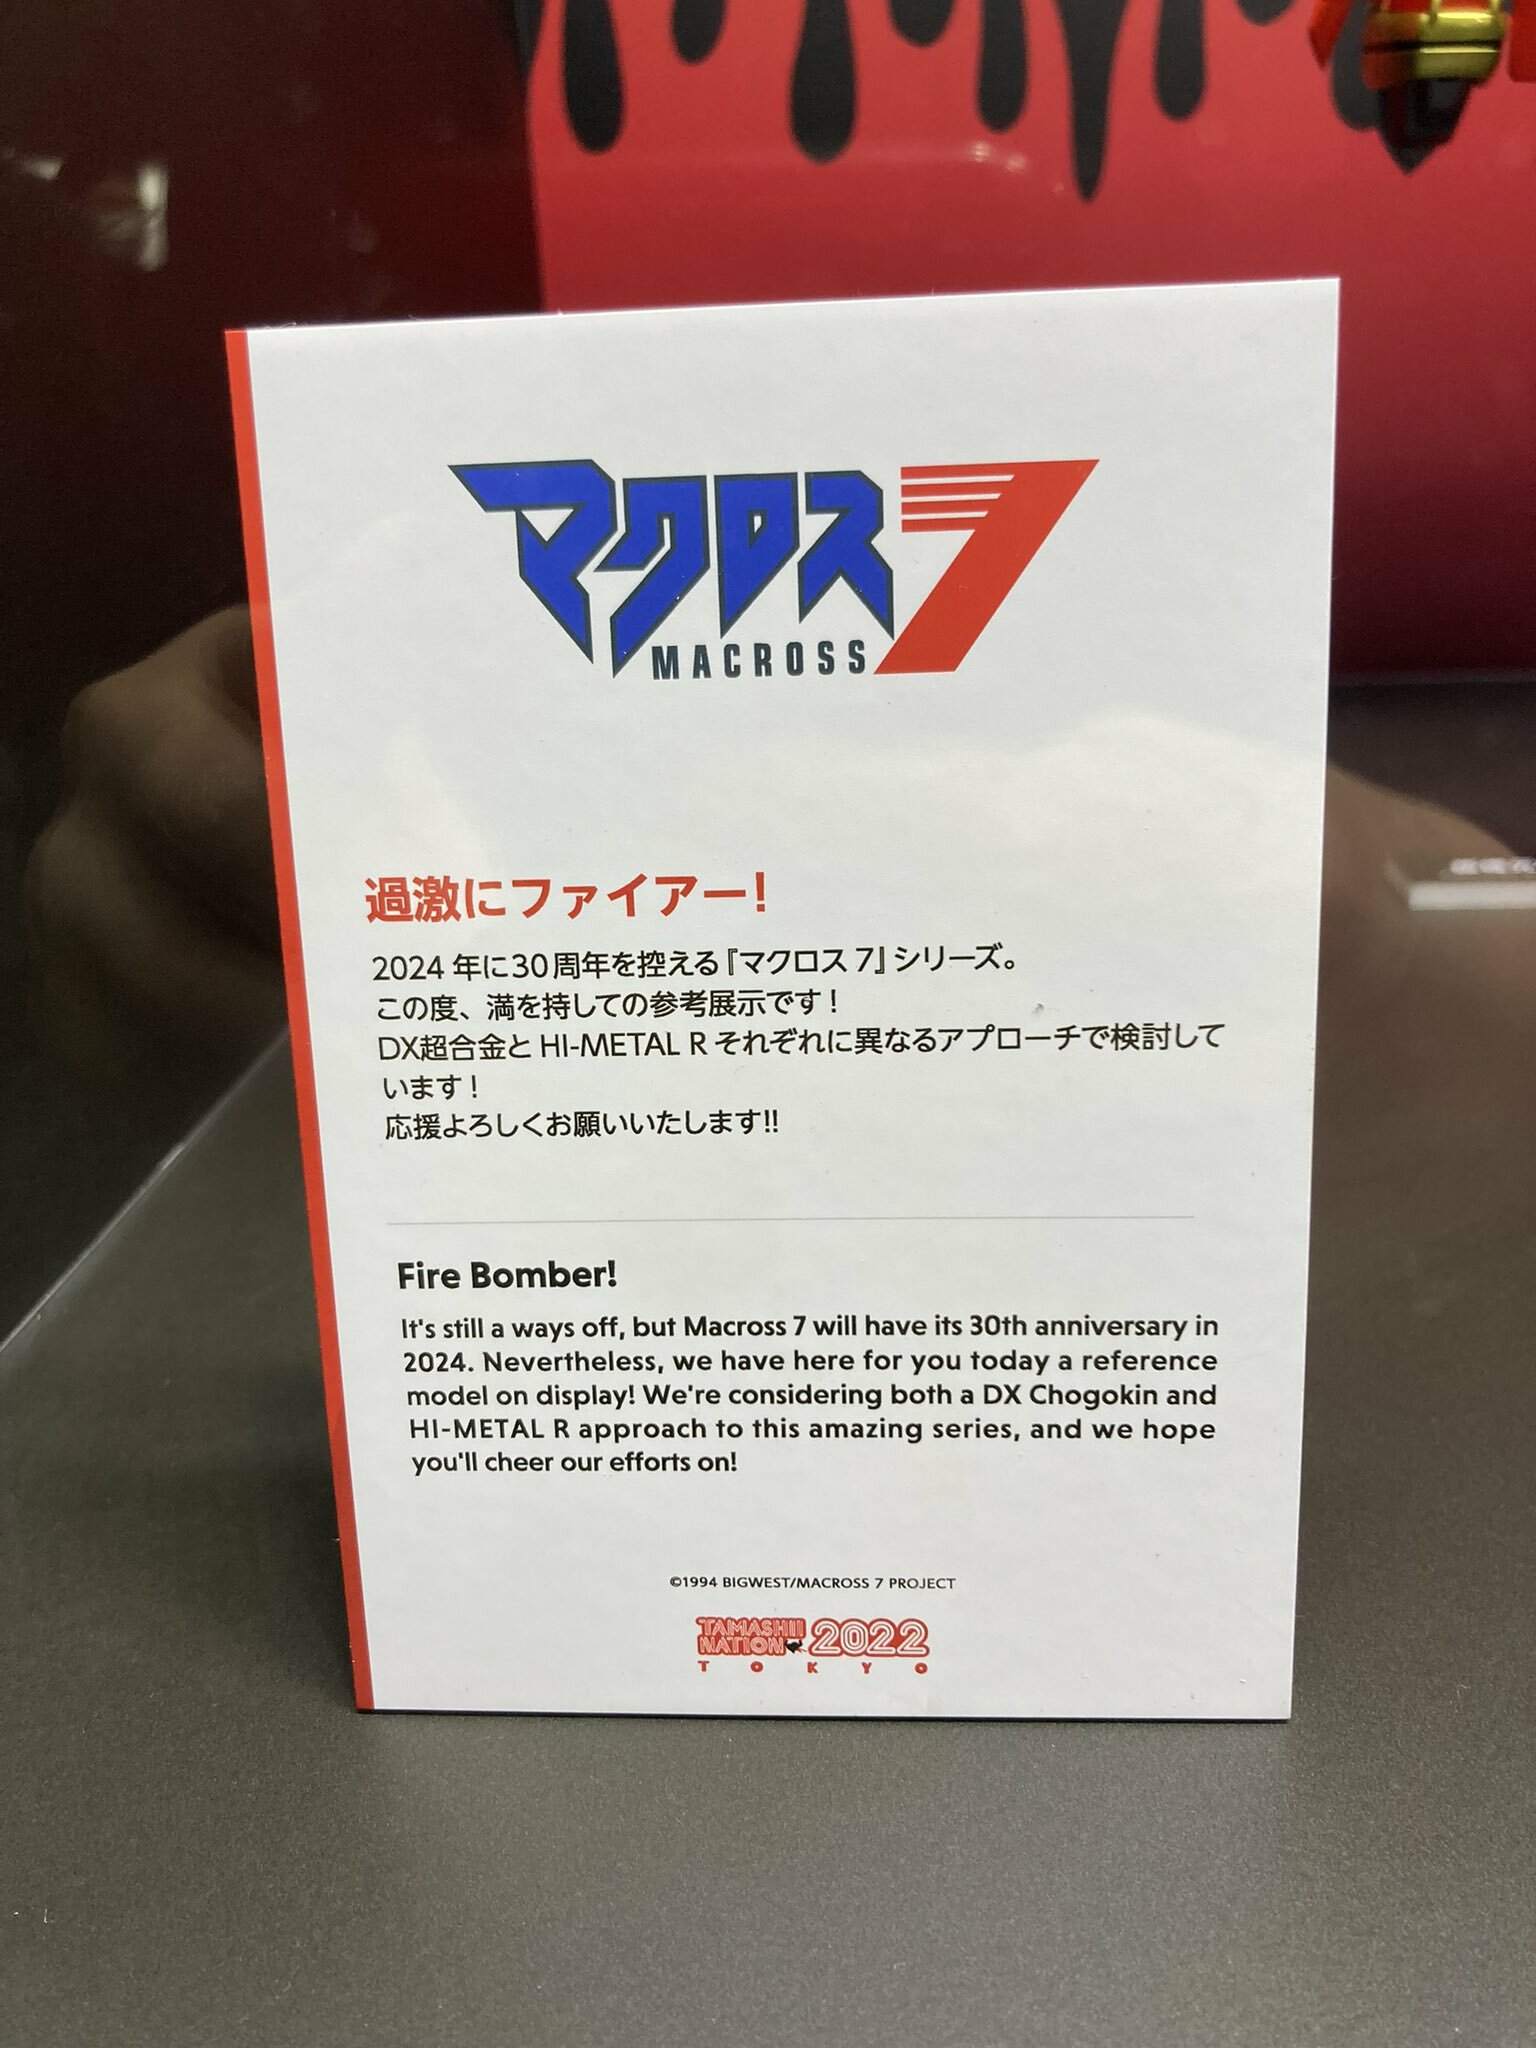 マクロス7
MACROSS
過激にファイアー!
2024年に30周年を控える『マクロス7』シリーズ。
この度、満を持しての参考展示です!
DX超合金とHI-METAL Rそれぞれに異なるアプローチで検討して
います!
応援よろしくお願いいたします!!
Fire Bomber!
It's still a ways off, but Macross 7 will have its 30th anniversary in
2024. Nevertheless, we have here for you today a reference
model on display! We're considering both a DX Chogokin and
HI-METAL R approach to this amazing series, and we hope
you'll cheer our efforts on!
©1994 BIGWEST/MACROSS 7 PROJECT
TAMASHII
NATION 2022
TOKYO